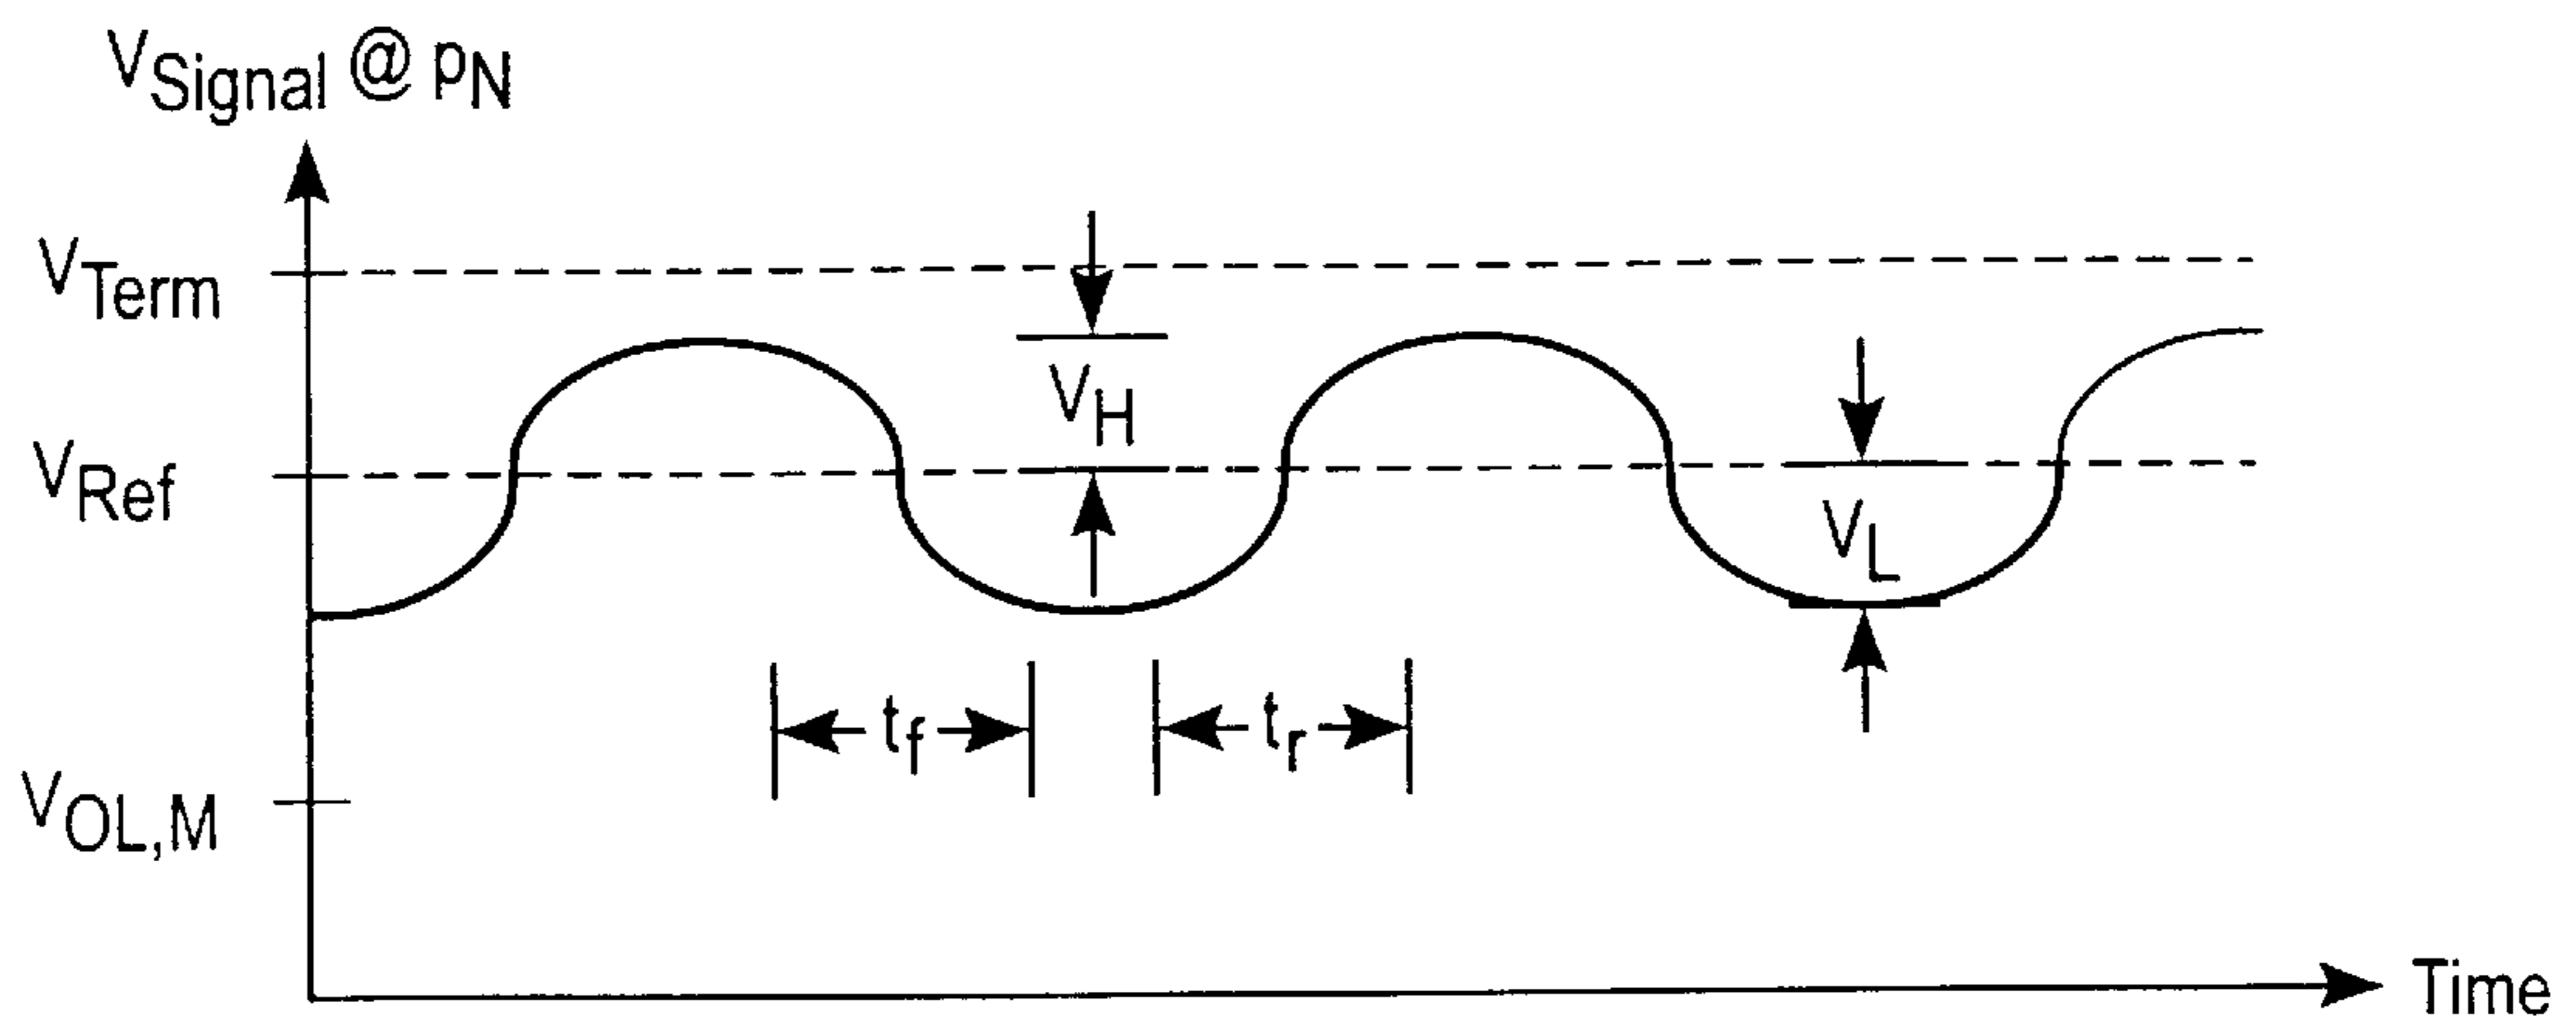 VSignal @ pN
VTerm
VH
VRef
VL
tf
tr
VOL,M
Time